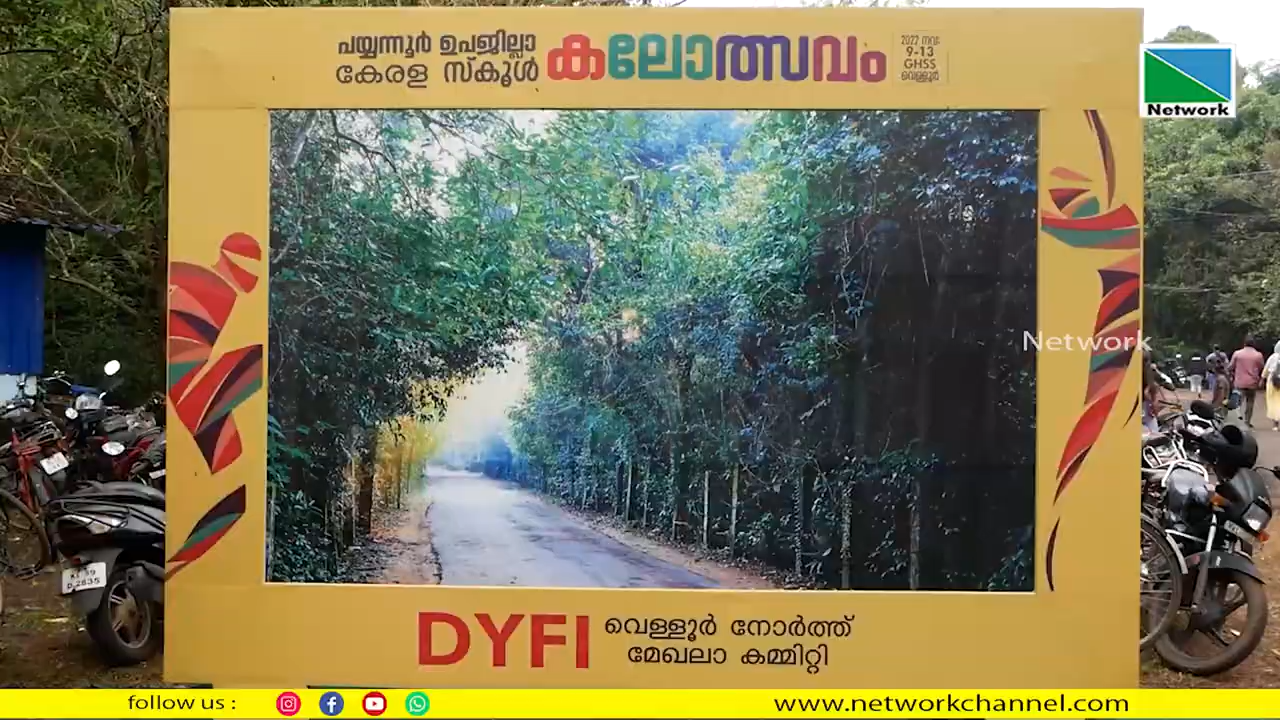 പയ്യന്നൂർ ഉപജില്ലാ
കേരള സ്കൂൾ
കലോത്സവം
2022 നവം
9-13
GHSS
വെള്ളൂർ
Network
Network
DYFI
വെള്ളൂർ നോർത്ത്
മേഖലാ കമ്മിറ്റി
follow us :
www.networkchannel.com